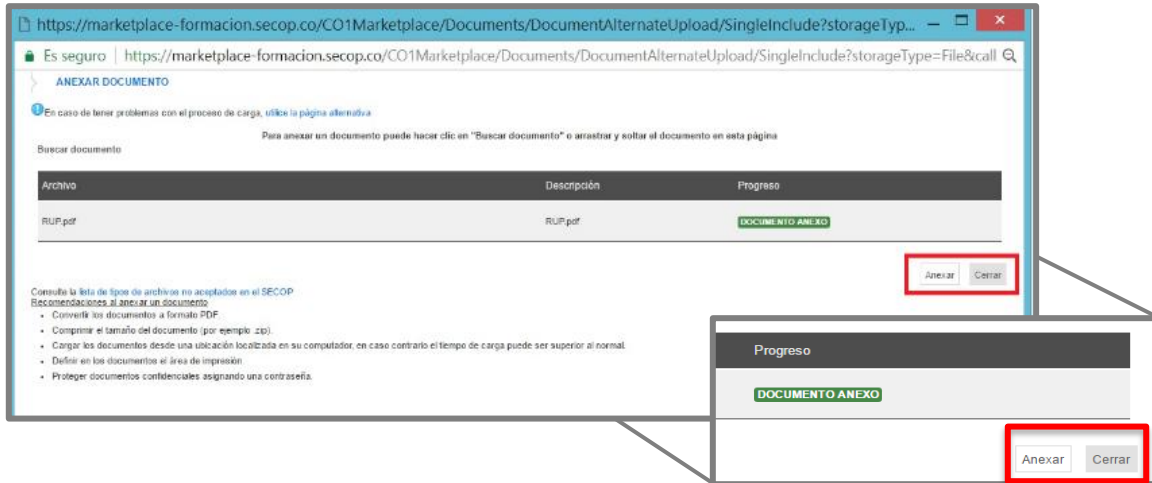 https://marketplace-formacion.secop.co/CO1Marketplace/Documents/DocumentAlternateUpload/SingleInclude?storageTyp...
Es seguro | https://marketplace-formacion.secop.co/CO1Marketplace/Documents/DocumentAlternateUpload/SingleInclude?storageType=File&call
ANEXAR DOCUMENTO
En caso de tener problemas con el proceso de carga, utilice la página alternativa
Para anexar un documento puede hacer clic en "Buscar documento" o arrastrar y soltar el documento en esta página
Buscar documento
Archivo Descripción Progreso
RUP.pdf RUP.pdf DOCUMENTO ANEXO
Anexar Cerrar
Consulte la lista de tipos de archivos no aceptados en el SECOP
Recomendaciones al anexar un documento
• Convertir los documentos a formato PDF.
• Comprimir el tamaño del documento (por ejemplo .zip).
• Cargar los documentos desde una ubicación localizada en su computador, en caso contrario el tiempo de carga puede ser superior al normal.
• Definir en los documentos el área de impresión.
• Proteger documentos confidenciales asignando una contraseña.
Progreso
DOCUMENTO ANEXO
Anexar Cerrar